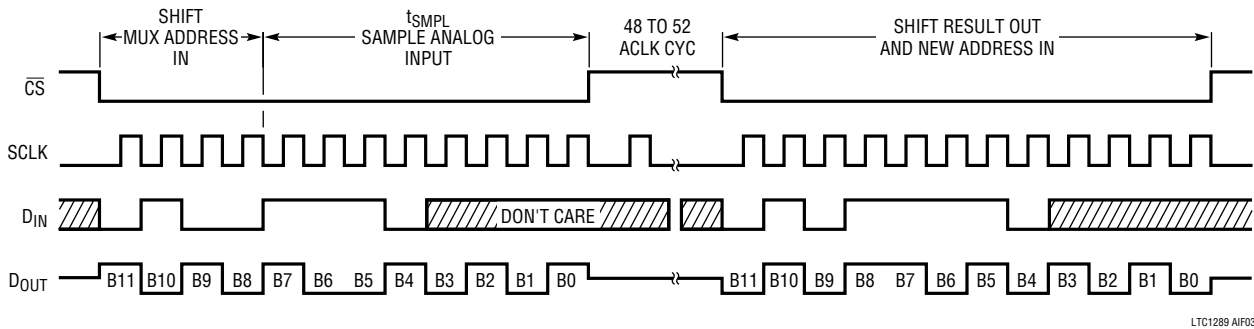 SHIFT
MUX ADDRESS
IN
tSMPL
SAMPLE ANALOG
INPUT
48 TO 52
ACLK CYC
SHIFT RESULT OUT
AND NEW ADDRESS IN
CS
SCLK
DIN
DON'T CARE
DOUT
B11 B10 B9 B8 B7 B6 B5 B4 B3 B2 B1 B0
B11 B10 B9 B8 B7 B6 B5 B4 B3 B2 B1 B0
LTC1289 AIF03